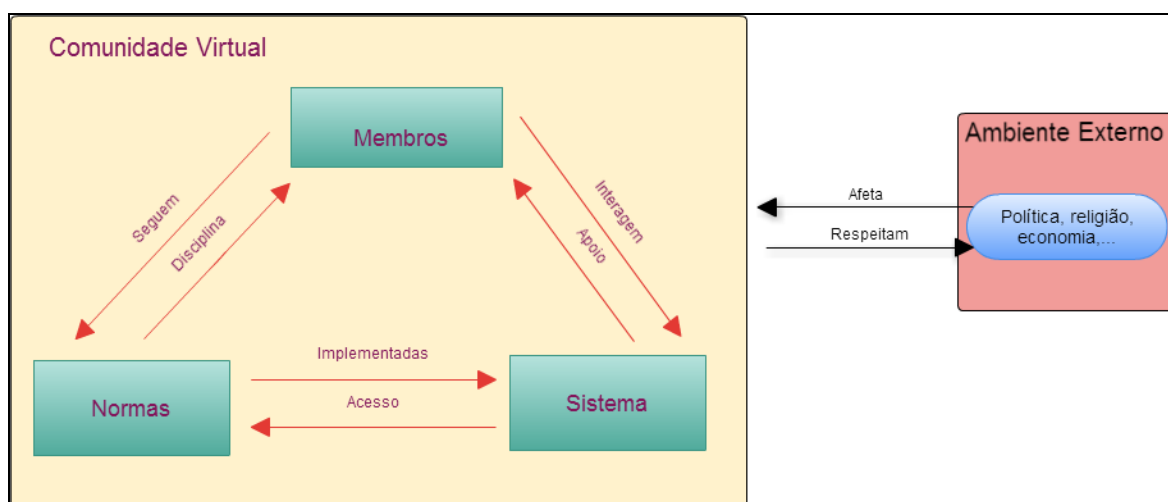 Comunidade Virtual
Membros
Seguem
Disciplina
Interagem
Apoio
Normas
Implementadas
Acesso
Sistema
Afeta
Respeitam
Ambiente Externo
Política, religião,
economia,...